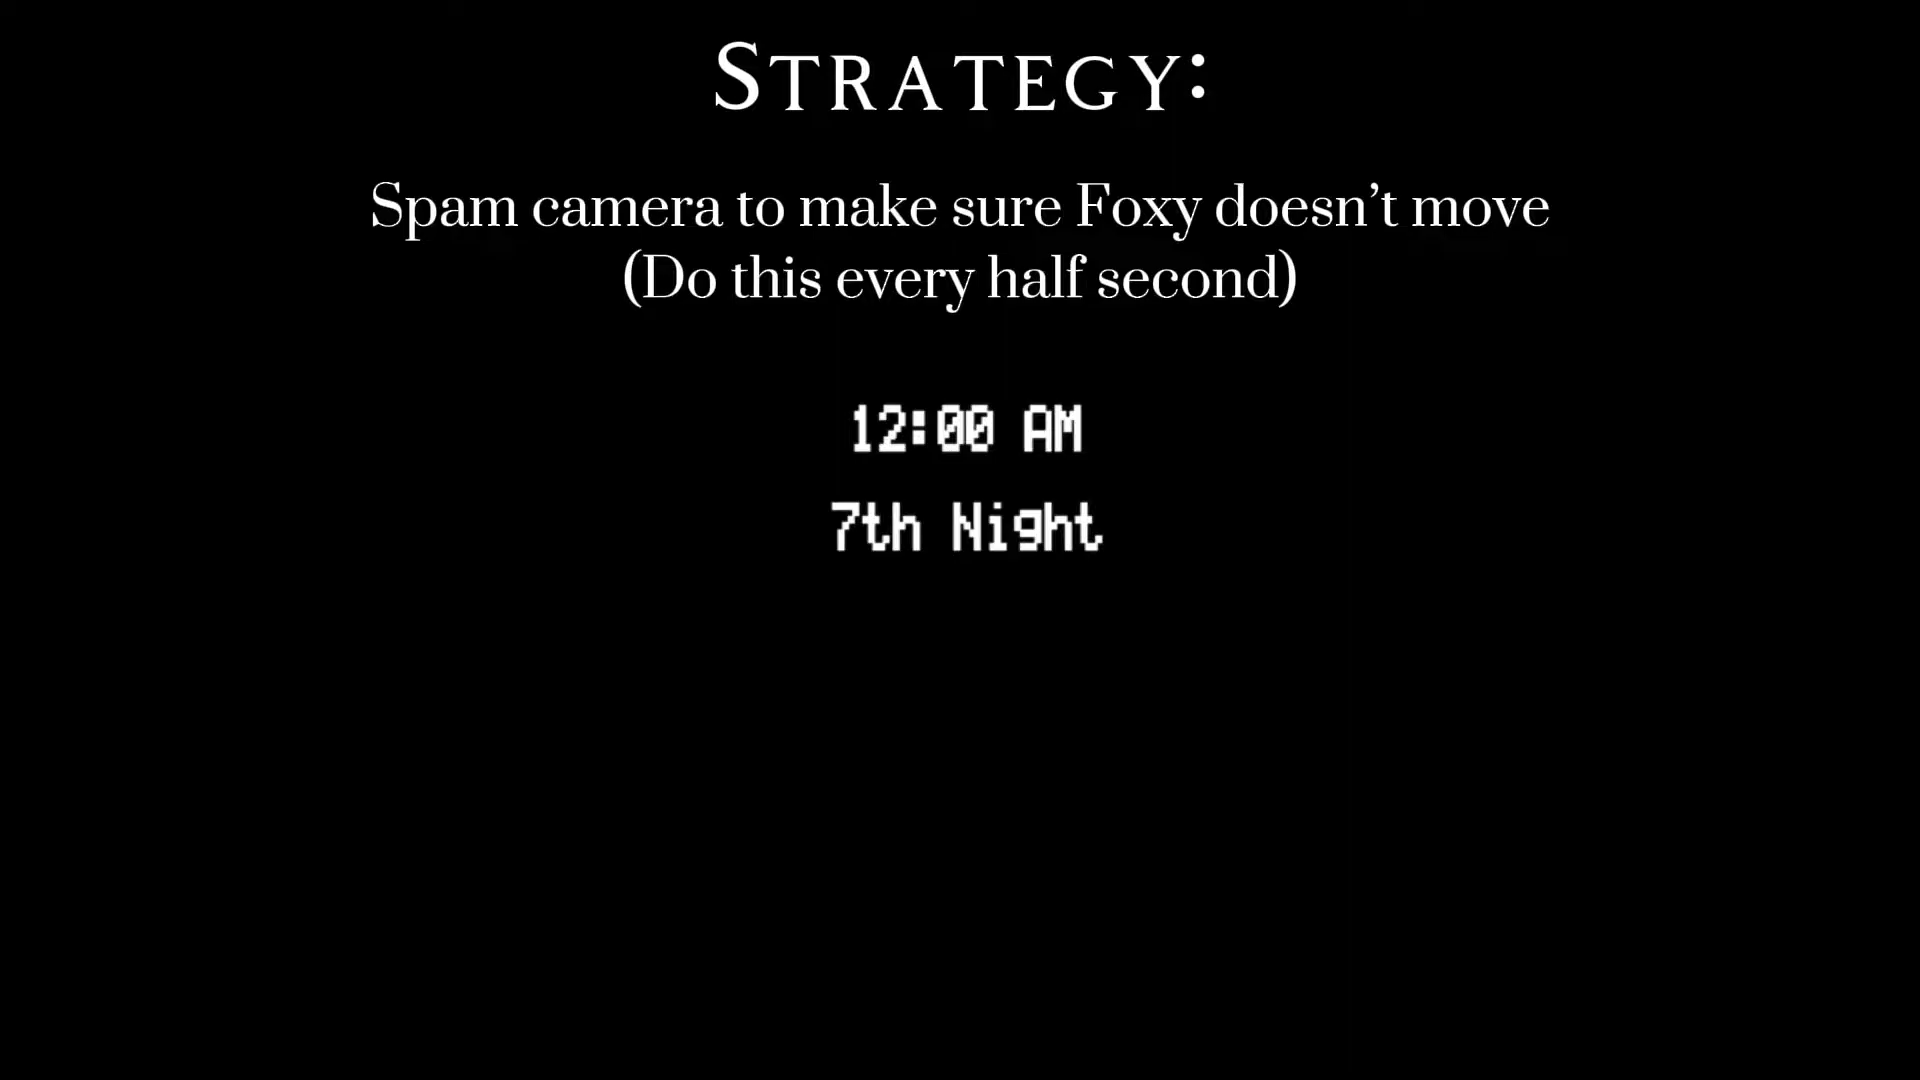 STRATEGY:
Spam camera to make sure Foxy doesn’t move
(Do this every half second)
12:00 AM
7th Night